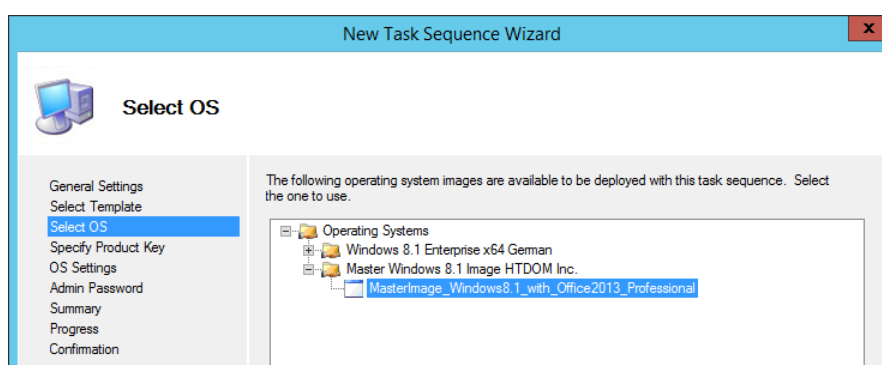 New Task Sequence Wizard
x
Select OS
General Settings
Select Template
Select OS
Specify Product Key
OS Settings
Admin Password
Summary
Progress
Confirmation
The following operating system images are available to be deployed with this task sequence. Select
the one to use.
Operating Systems
Windows 8.1 Enterprise x64 German
Master Windows 8.1 Image HTDOM Inc.
MasterImage_Windows8.1_with_Office2013_Professional